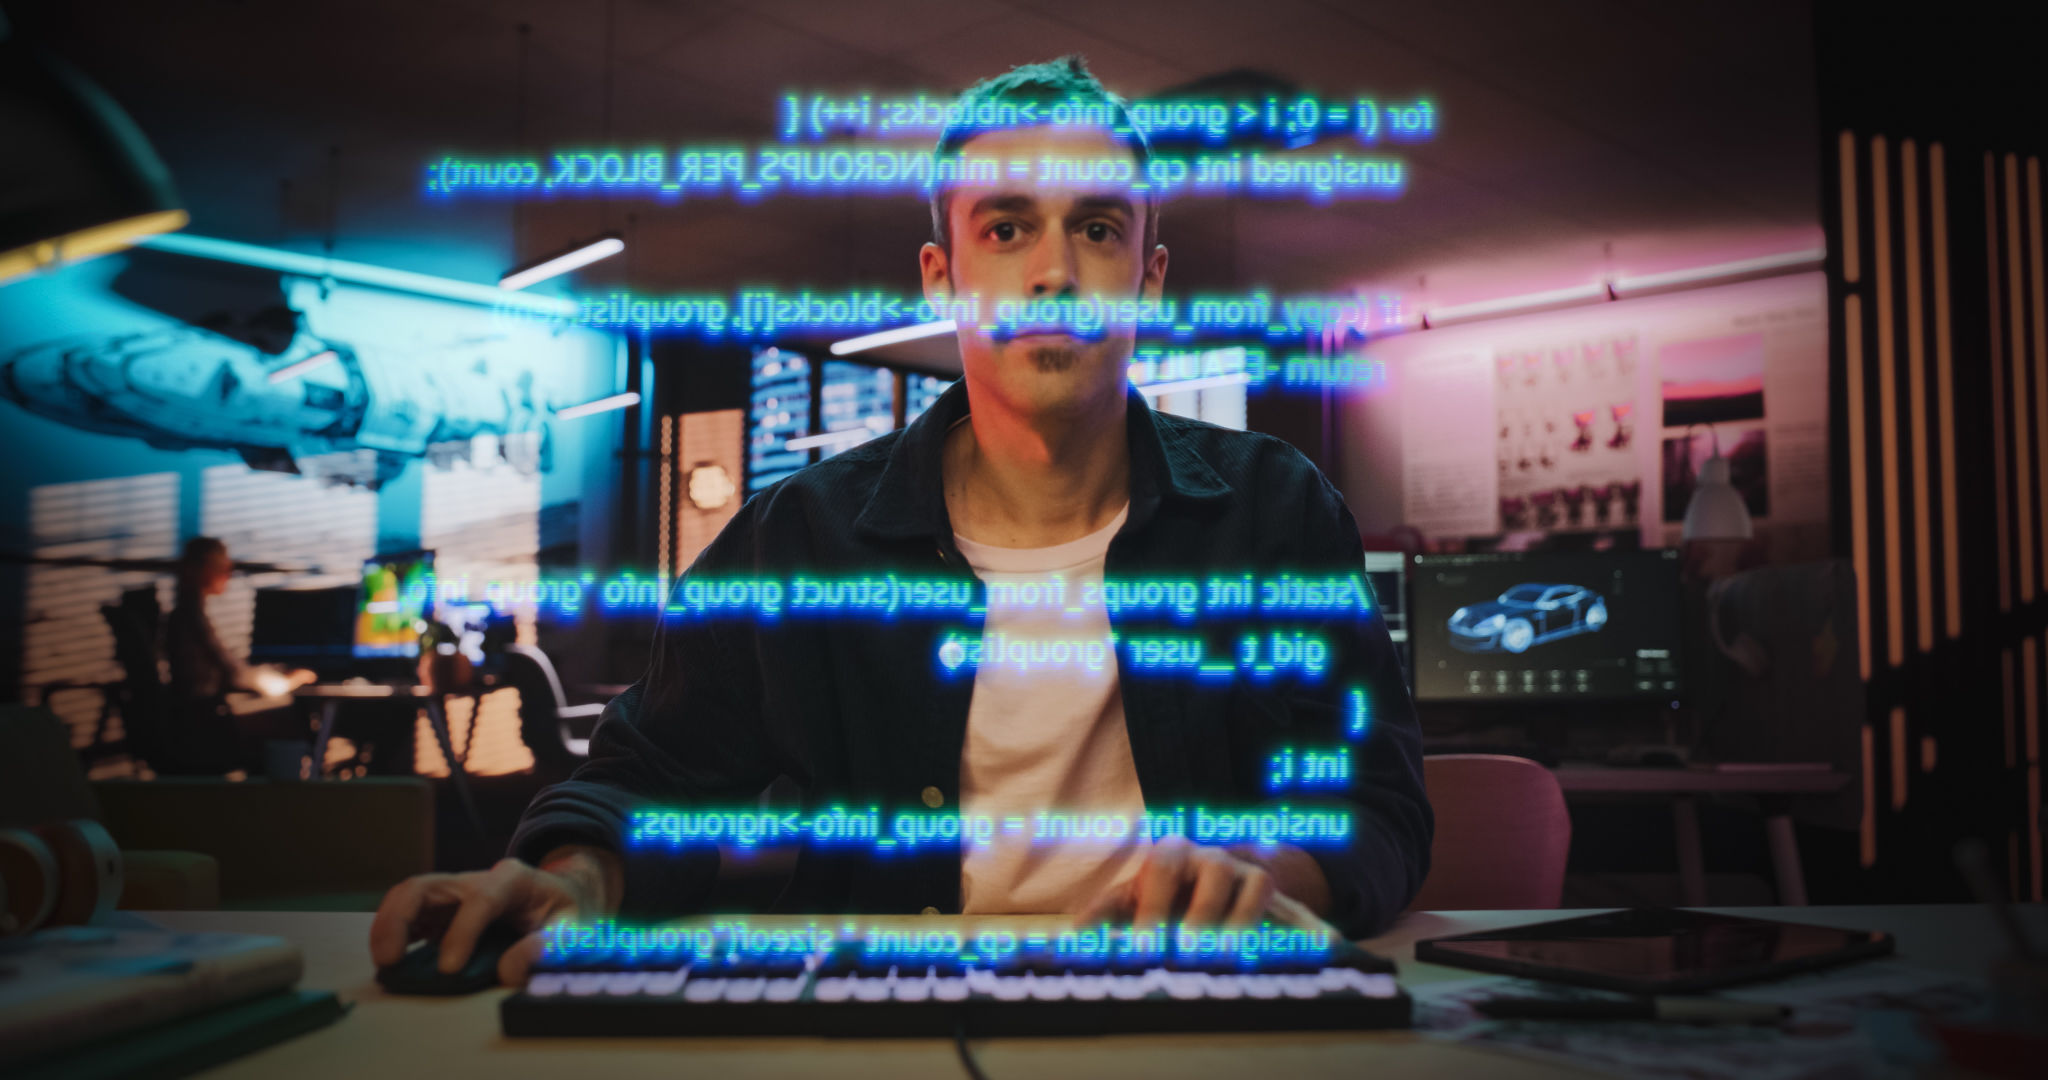 for (i = 0; i < group_info->nblocks; i++) {
unsigned int cp_count = min(NGROUPS_PER_BLOCK, count);
if (copy_from_user(group_info->blocks[i], grouplist, len))
return -EFAULT;
/static int groups_from_user(struct group_info *group_info,
gid_t __user *grouplist)
{
int i;
unsigned int count = group_info->ngroups;
unsigned int len = cp_count * sizeof(*grouplist);